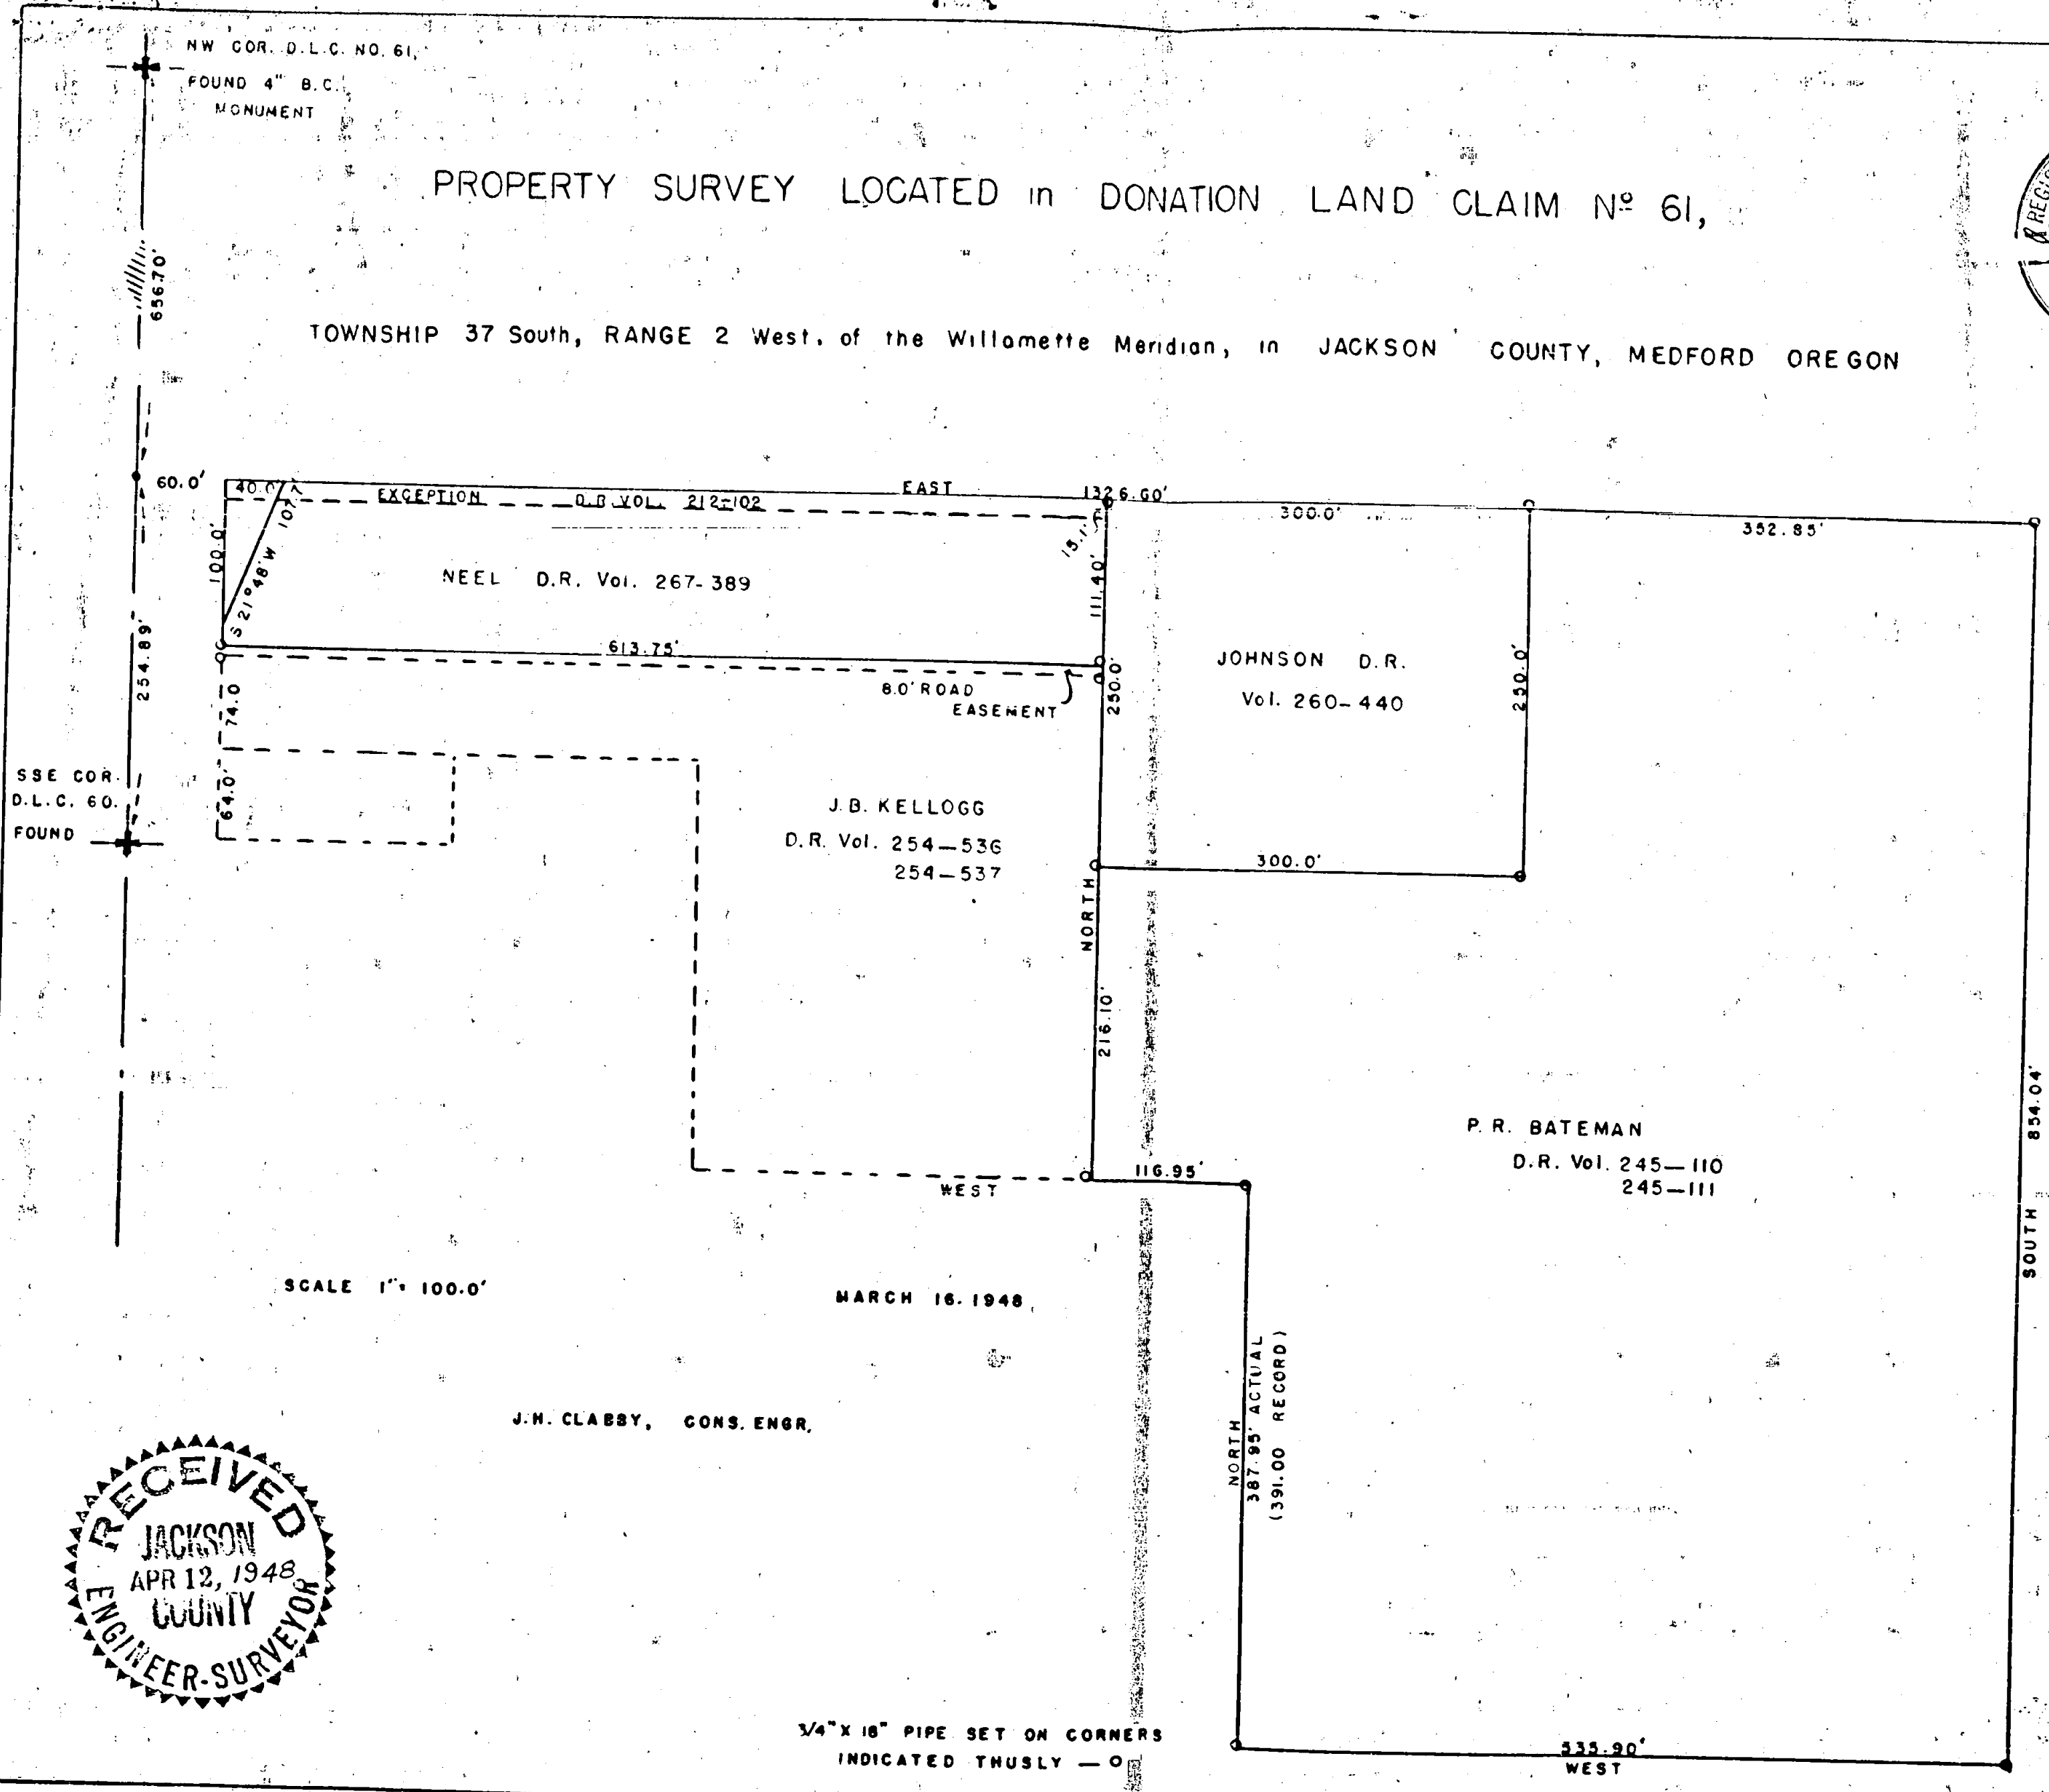 NW COR. D.L.C. NO. 61,
FOUND 4" B.C.
MONUMENT
PROPERTY SURVEY LOCATED in DONATION LAND CLAIM Nº 61,
TOWNSHIP 37 South, RANGE 2 West. of the Willamette Meridian, in JACKSON COUNTY, MEDFORD OREGON
656.70'
60.0'
40.0'
EXCEPTION D.R. VOL. 212-102
EAST
1326.60'
300.0'
352.85'
100.0'
S 21°48'W 107.7
NEEL D.R. Vol. 267-389
111.40'
613.75'
8.0' ROAD
EASEMENT
250.0'
JOHNSON D.R.
Vol. 260-440
250.0'
254.89'
74.0
64.0'
SSE COR.
D.L.C. 60.
FOUND
J.B. KELLOGG
D.R. Vol. 254-536
254-537
300.0'
NORTH
216.10'
WEST
116.95'
P. R. BATEMAN
D.R. Vol. 245-110
245-111
SOUTH 854.04'
SCALE 1"= 100.0'
MARCH 16. 1948
J.H. CLABBY, CONS. ENGR.
NORTH
387.95' ACTUAL
(391.00 RECORD)
RECEIVED
JACKSON
APR 12, 1948
COUNTY
ENGINEER-SURVEYOR
3/4" X 18" PIPE SET ON CORNERS
INDICATED THUSLY — O
535.90'
WEST